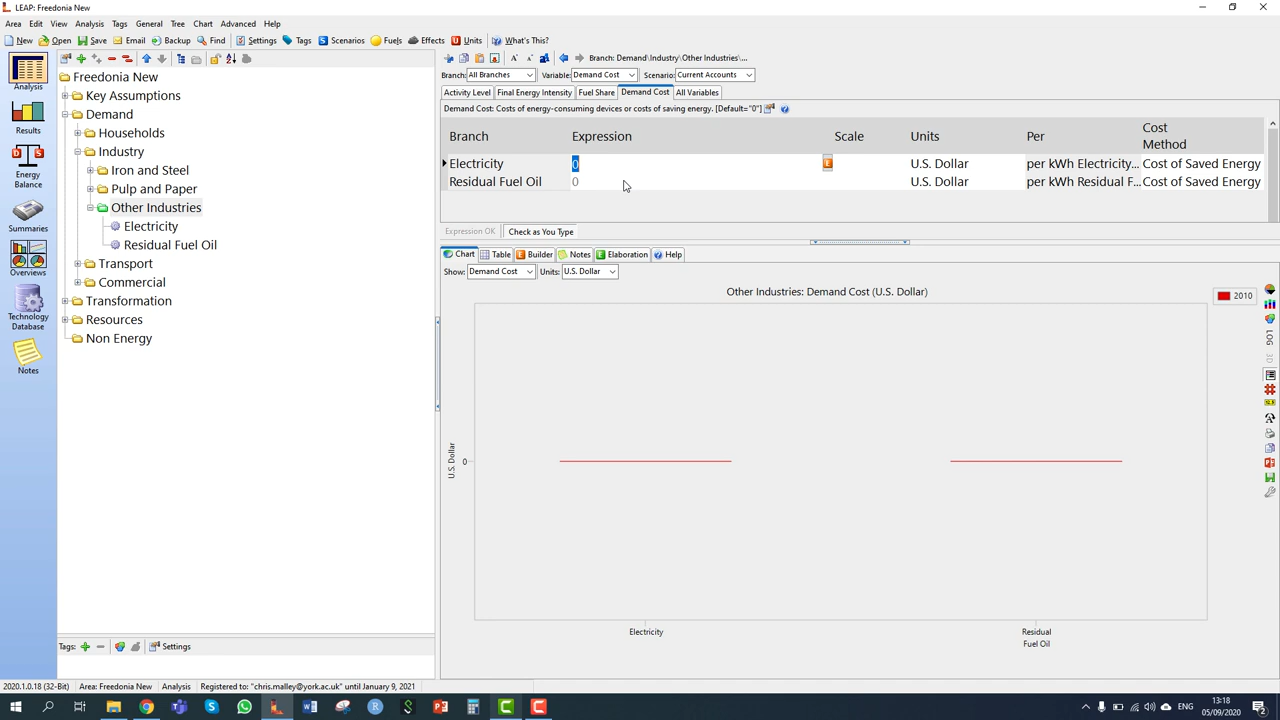 LEAP: Freedonia New
Area Edit View Analysis Tags General Tree Chart Advanced Help
New Open Save Email Backup Find Settings Tags Scenarios Fuels Effects Units What's This?
Branch: Demand\Industry\Other Industries\...
Branch: All Branches Variable: Demand Cost Scenario: Current Accounts
Activity Level Final Energy Intensity Fuel Share Demand Cost All Variables
Demand Cost: Costs of energy-consuming devices or costs of saving energy. [Default="0"]
Branch Expression Scale Units Per Cost Method
Electricity 0 U.S. Dollar per kWh Electricity... Cost of Saved Energy
Residual Fuel Oil 0 U.S. Dollar per kWh Residual F... Cost of Saved Energy
Expression OK Check as You Type
Chart Table Builder Notes Elaboration Help
Show: Demand Cost Units: U.S. Dollar
Other Industries: Demand Cost (U.S. Dollar)
2010
U.S. Dollar
0
Electricity
Residual
Fuel Oil
LOG
3D
Analysis
Results
Energy
Balance
Summaries
Overviews
Technology
Database
Notes
Freedonia New
Key Assumptions
Demand
Households
Industry
Iron and Steel
Pulp and Paper
Other Industries
Electricity
Residual Fuel Oil
Transport
Commercial
Transformation
Resources
Non Energy
Tags: Settings
2020.1.0.18 (32-Bit) Area: Freedonia New Analysis Registered to: "chris.malley@york.ac.uk" until January 9, 2021
ENG
13:18
05/09/2020
2